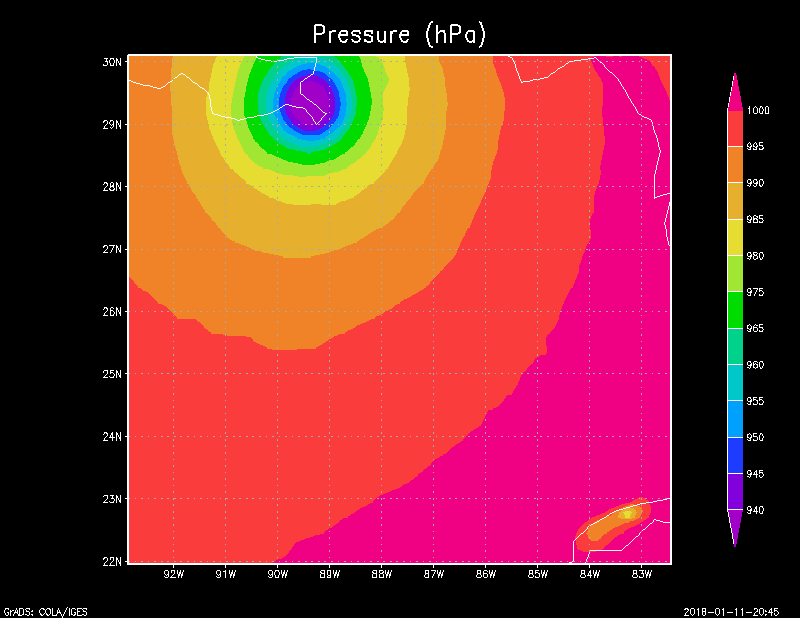 Pressure (hPa)
30N
29N
28N
27N
26N
25N
24N
23N
22N
92W 91W 90W 89W 88W 87W 86W 85W 84W 83W
1000
995
990
985
980
975
965
960
955
950
945
940
GrADS: COLA/IGES
2018-01-11-20:45